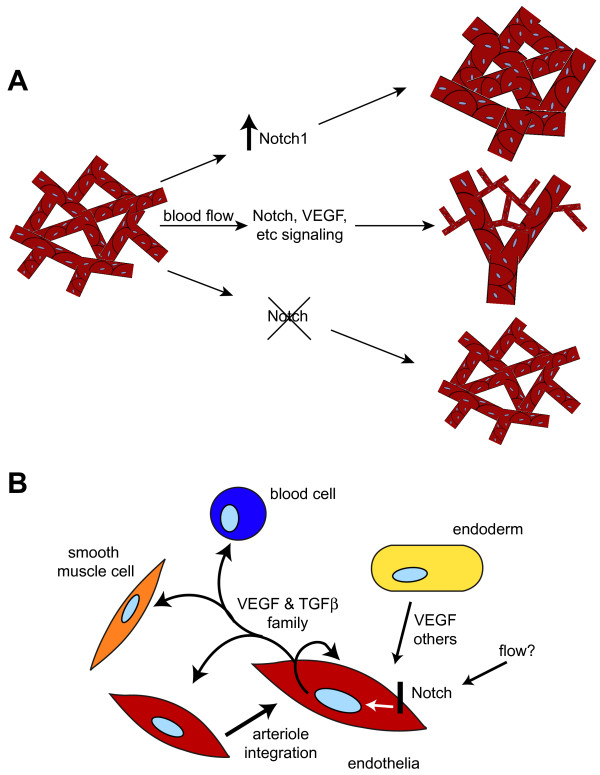 A
Notch1
blood flow
Notch, VEGF,
etc signaling
Notch
B
blood cell
endoderm
smooth
muscle cell
VEGF & TGFβ
family
VEGF
others
flow?
Notch
arteriole
integration
endothelia